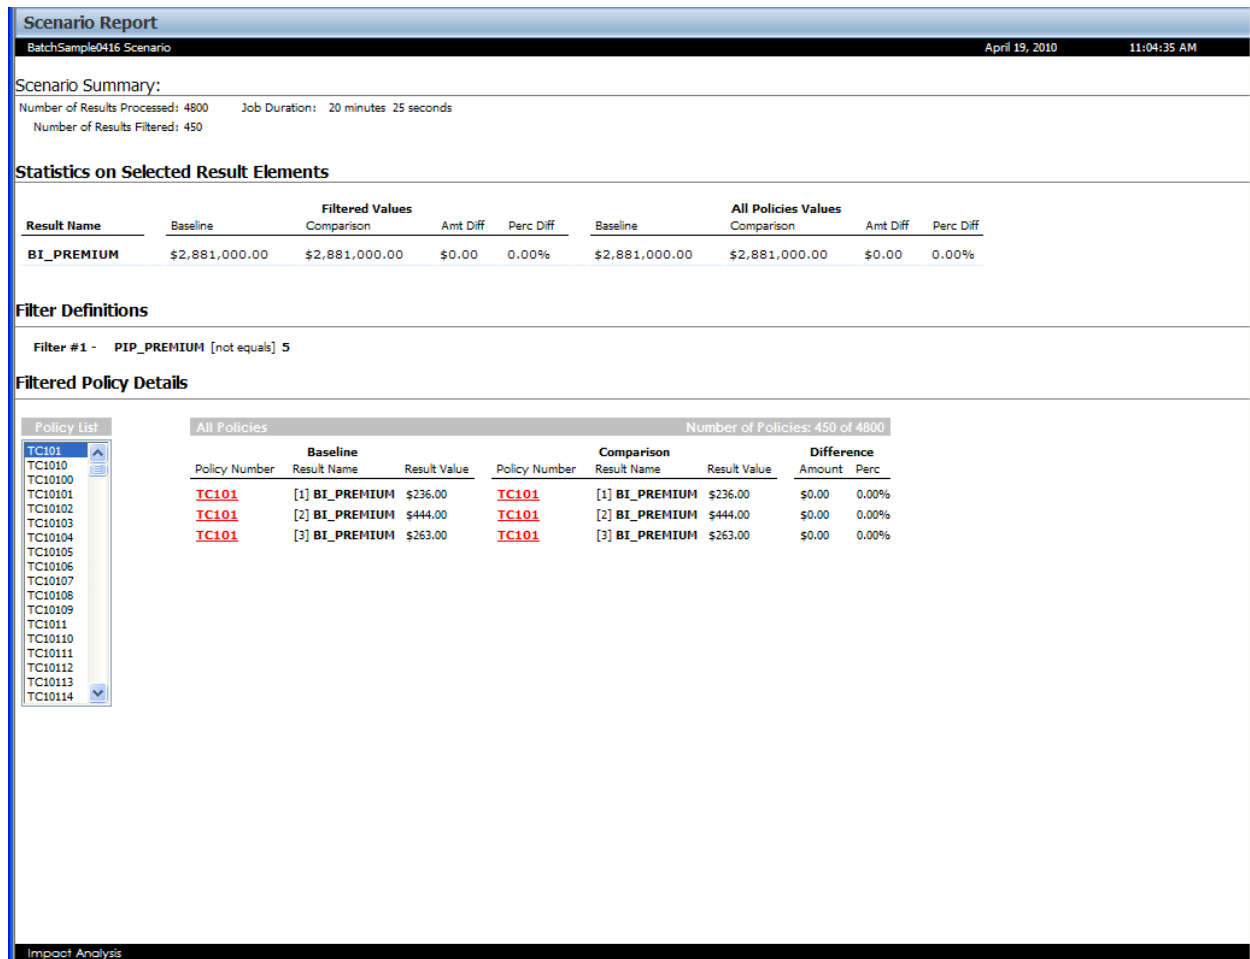 Scenario Report
BatchSample0416 Scenario April 19, 2010 11:04:35 AM
Scenario Summary:
Number of Results Processed: 4800 Job Duration: 20 minutes 25 seconds
Number of Results Filtered: 450
Statistics on Selected Result Elements
Filtered Values All Policies Values
Result Name Baseline Comparison Amt Diff Perc Diff Baseline Comparison Amt Diff Perc Diff
BI_PREMIUM $2,881,000.00 $2,881,000.00 $0.00 0.00% $2,881,000.00 $2,881,000.00 $0.00 0.00%
Filter Definitions
Filter #1 - PIP_PREMIUM [not equals] 5
Filtered Policy Details
Policy List
TC101
TC1010
TC10100
TC10101
TC10102
TC10103
TC10104
TC10105
TC10106
TC10107
TC10108
TC10109
TC1011
TC10110
TC10111
TC10112
TC10113
TC10114
All Policies Number of Policies: 450 of 4800
Baseline Comparison Difference
Policy Number Result Name Result Value Policy Number Result Name Result Value Amount Perc
TC101 [1] BI_PREMIUM $236.00 TC101 [1] BI_PREMIUM $236.00 $0.00 0.00%
TC101 [2] BI_PREMIUM $444.00 TC101 [2] BI_PREMIUM $444.00 $0.00 0.00%
TC101 [3] BI_PREMIUM $263.00 TC101 [3] BI_PREMIUM $263.00 $0.00 0.00%
Impact Analysis